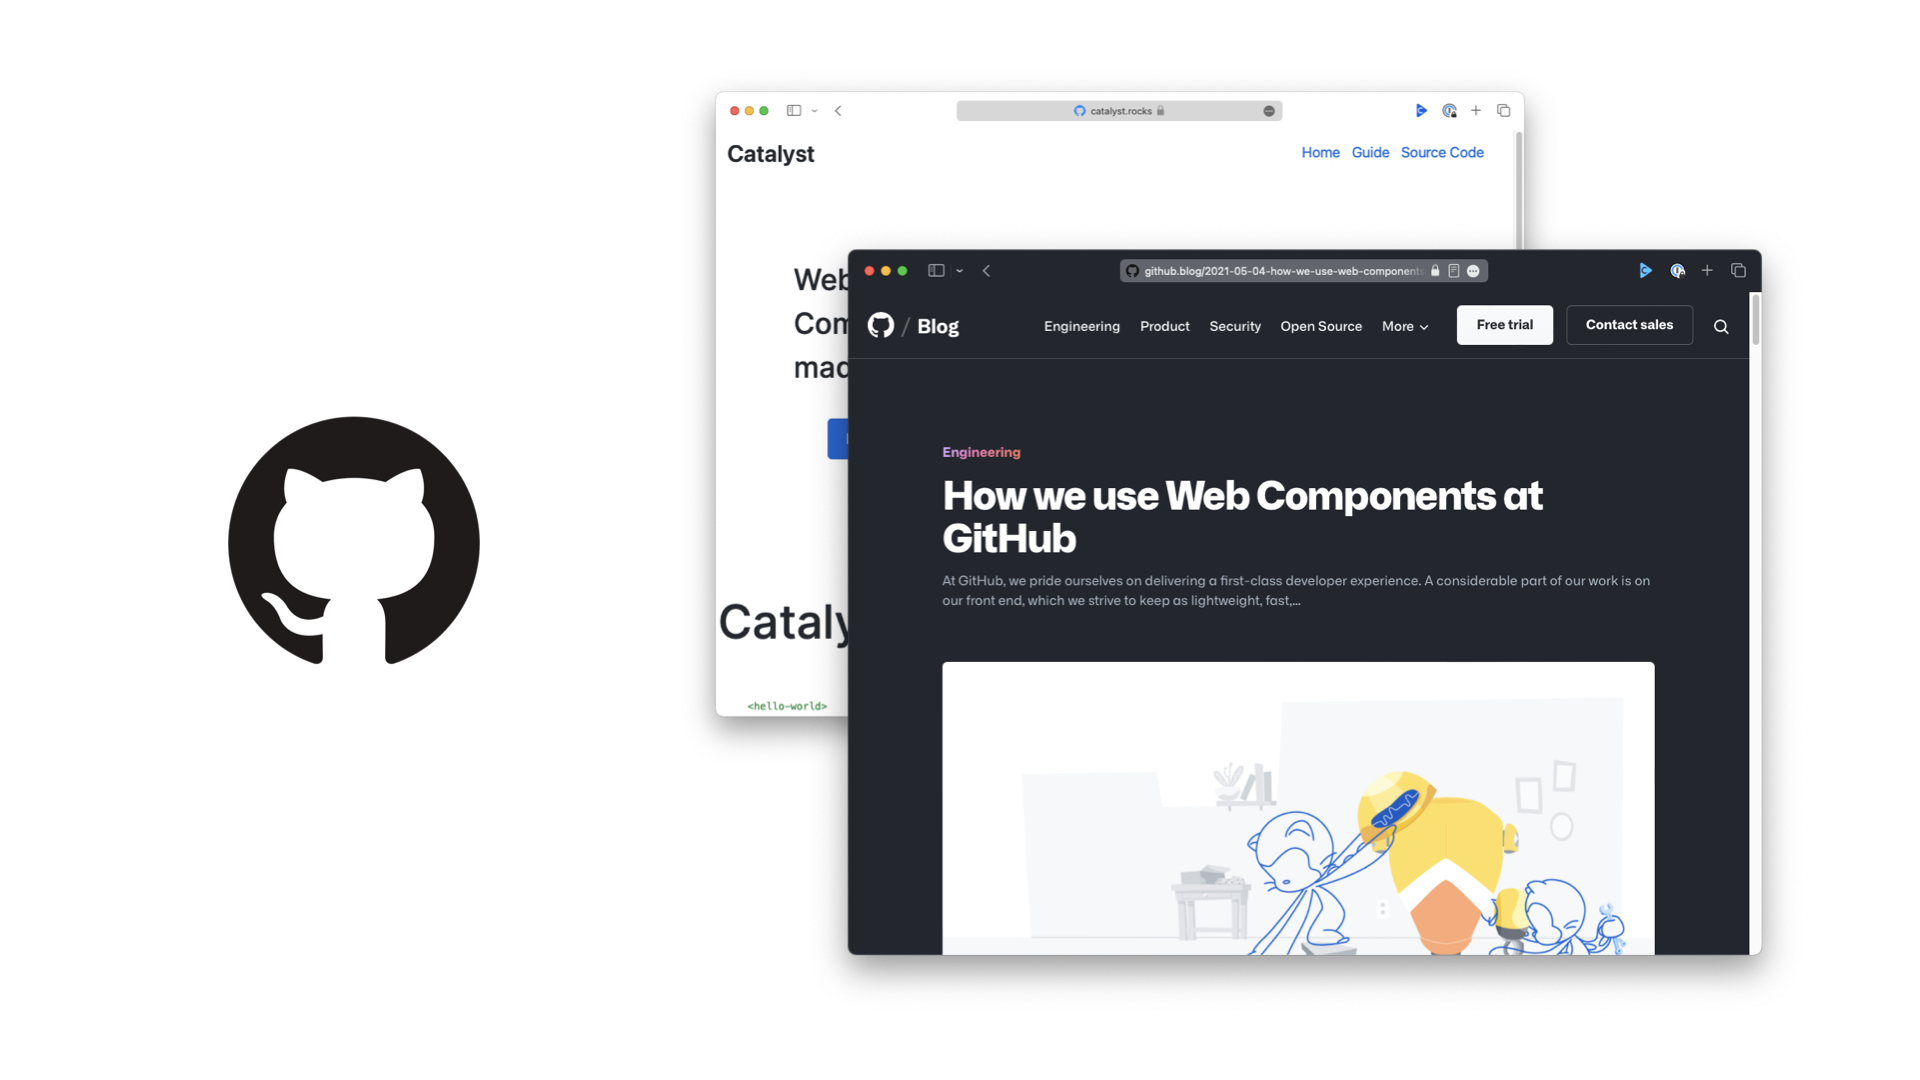 catalyst.rocks
Catalyst
Home Guide Source Code
Web
Com
mad
Cataly
<hello-world>
github.blog/2021-05-04-how-we-use-web-components
/ Blog
Engineering Product Security Open Source More Free trial Contact sales
Engineering
How we use Web Components at
GitHub
At GitHub, we pride ourselves on delivering a first-class developer experience. A considerable part of our work is on
our front end, which we strive to keep as lightweight, fast,...